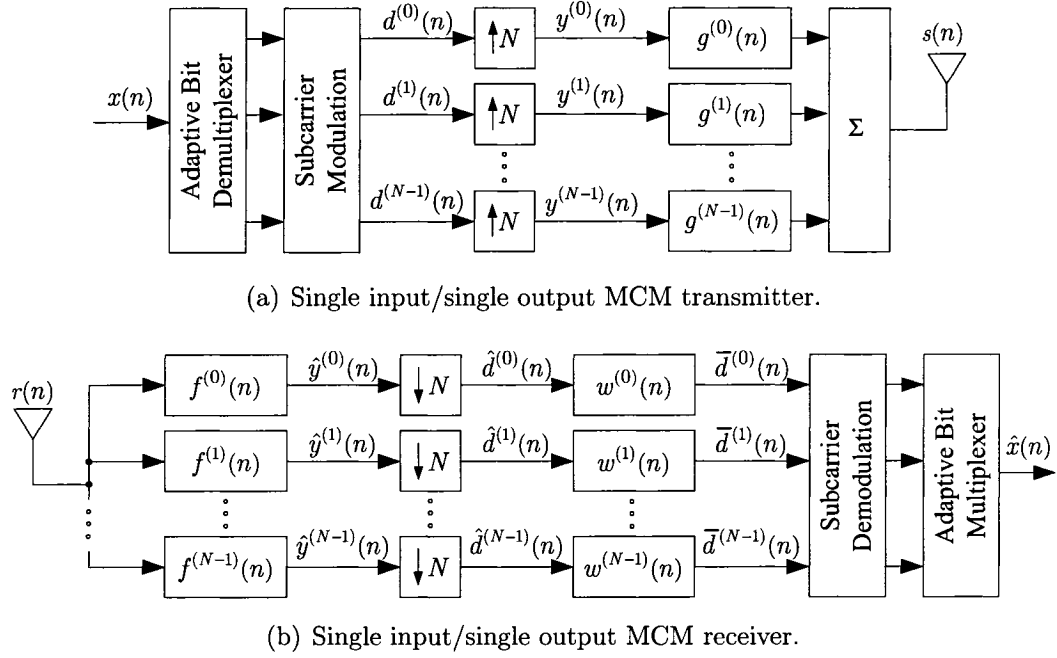 d⁽⁰⁾(n) y⁽⁰⁾(n)
x(n) Adaptive Bit Demultiplexer Subcarrier Modulation ↑N g⁽⁰⁾(n) s(n)
d⁽¹⁾(n) y⁽¹⁾(n)
↑N g⁽¹⁾(n) Σ
d⁽ᴺ⁻¹⁾(n) y⁽ᴺ⁻¹⁾(n)
↑N g⁽ᴺ⁻¹⁾(n)
(a) Single input/single output MCM transmitter.
ŷ⁽⁰⁾(n) d̂⁽⁰⁾(n) d̅⁽⁰⁾(n)
r(n) f⁽⁰⁾(n) ↓N w⁽⁰⁾(n)
ŷ⁽¹⁾(n) d̂⁽¹⁾(n) d̅⁽¹⁾(n)
f⁽¹⁾(n) ↓N w⁽¹⁾(n) Subcarrier Demodulation Adaptive Bit Multiplexer x̂(n)
ŷ⁽ᴺ⁻¹⁾(n) d̂⁽ᴺ⁻¹⁾(n) d̅⁽ᴺ⁻¹⁾(n)
f⁽ᴺ⁻¹⁾(n) ↓N w⁽ᴺ⁻¹⁾(n)
(b) Single input/single output MCM receiver.